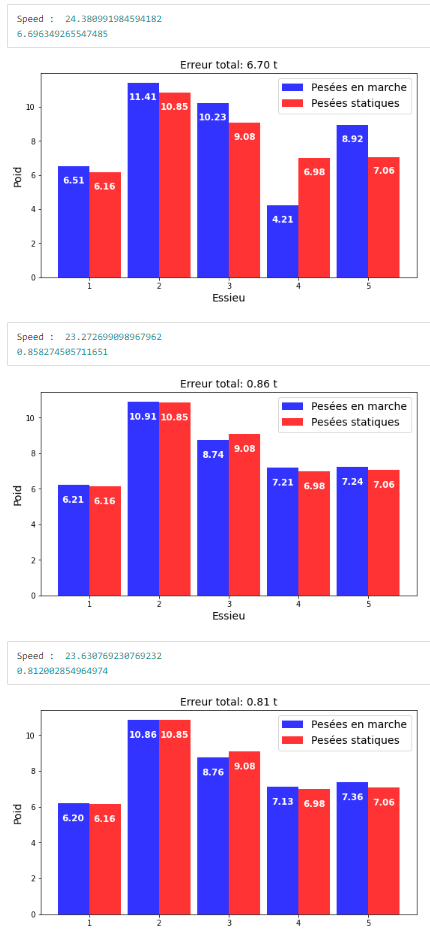 Speed :  24.380991984594182
6.696349265547485
Erreur total: 6.70 t
Pesées en marche
Pesées statiques
Poid
10
8
6
4
2
0
6.51
6.16
11.41
10.85
10.23
9.08
4.21
6.98
8.92
7.06
1 2 3 4 5
Essieu
Speed :  23.272699098967962
0.858274505711651
Erreur total: 0.86 t
Pesées en marche
Pesées statiques
Poid
10
8
6
4
2
0
6.21
6.16
10.91
10.85
8.74
9.08
7.21
6.98
7.24
7.06
1 2 3 4 5
Essieu
Speed :  23.630769230769232
0.812002854964974
Erreur total: 0.81 t
Pesées en marche
Pesées statiques
Poid
10
8
6
4
2
0
6.20
6.16
10.86
10.85
8.76
9.08
7.13
6.98
7.36
7.06
1 2 3 4 5